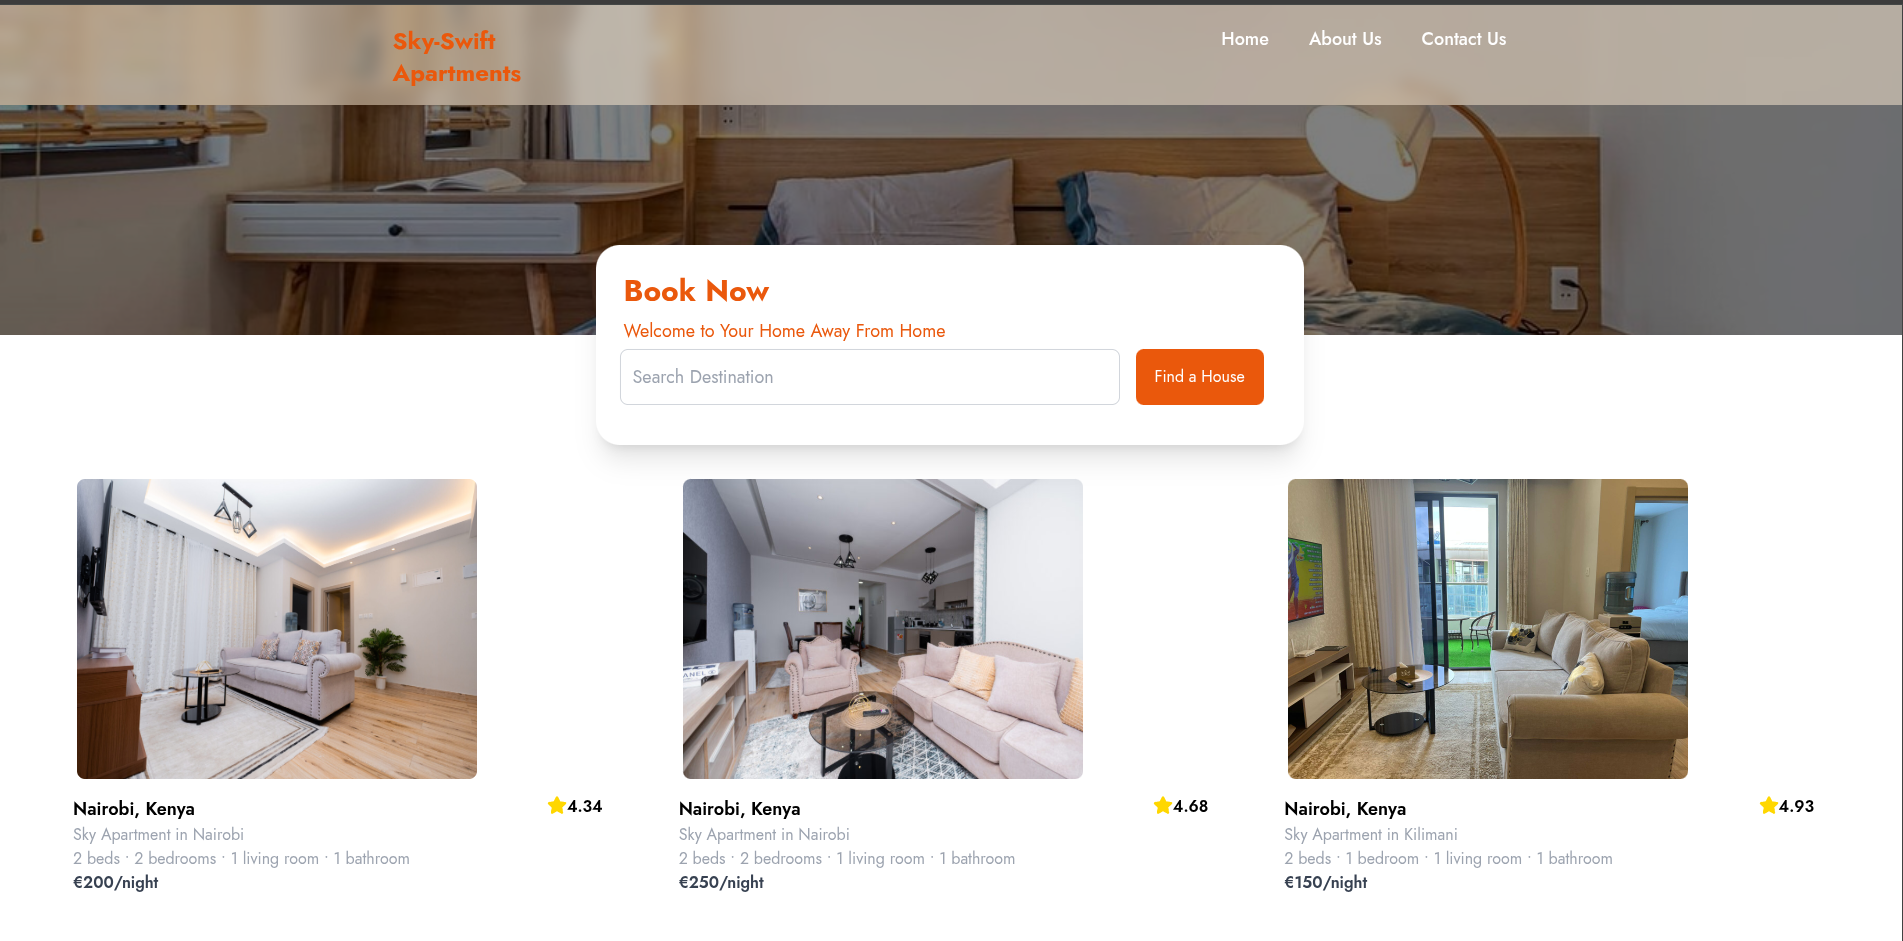 Sky-Swift
Apartments
Home
About Us
Contact Us
Book Now
Welcome to Your Home Away From Home
Search Destination
Find a House
Nairobi, Kenya
4.34
Sky Apartment in Nairobi
2 beds · 2 bedrooms · 1 living room · 1 bathroom
€200/night
Nairobi, Kenya
4.68
Sky Apartment in Nairobi
2 beds · 2 bedrooms · 1 living room · 1 bathroom
€250/night
Nairobi, Kenya
4.93
Sky Apartment in Kilimani
2 beds · 1 bedroom · 1 living room · 1 bathroom
€150/night